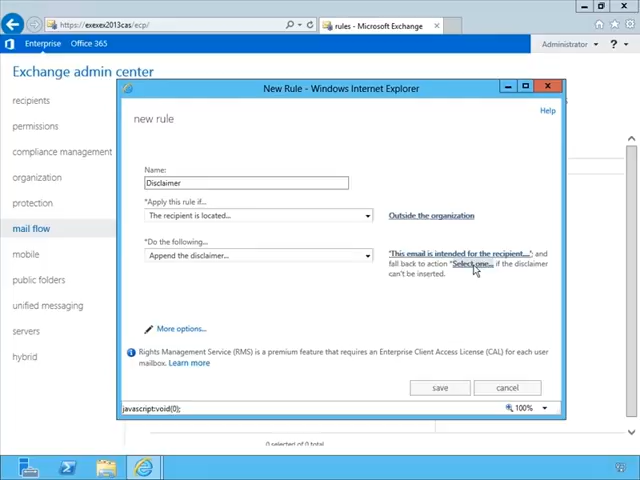 https://exexex2013cas/ecp/
rules - Microsoft Exchange
Enterprise Office 365
Administrator
?
Exchange admin center
recipients
permissions
compliance management
organization
protection
mail flow
mobile
public folders
unified messaging
servers
hybrid
New Rule - Windows Internet Explorer
Help
new rule
Name:
Disclaimer
*Apply this rule if...
The recipient is located...
Outside the organization
*Do the following...
Append the disclaimer...
'This email is intended for the recipient...'; and
fall back to action *Select one... if the disclaimer
can't be inserted.
More options...
Rights Management Service (RMS) is a premium feature that requires an Enterprise Client Access License (CAL) for each user
mailbox. Learn more
save
cancel
javascript:void(0);
100%
0 selected of 0 total